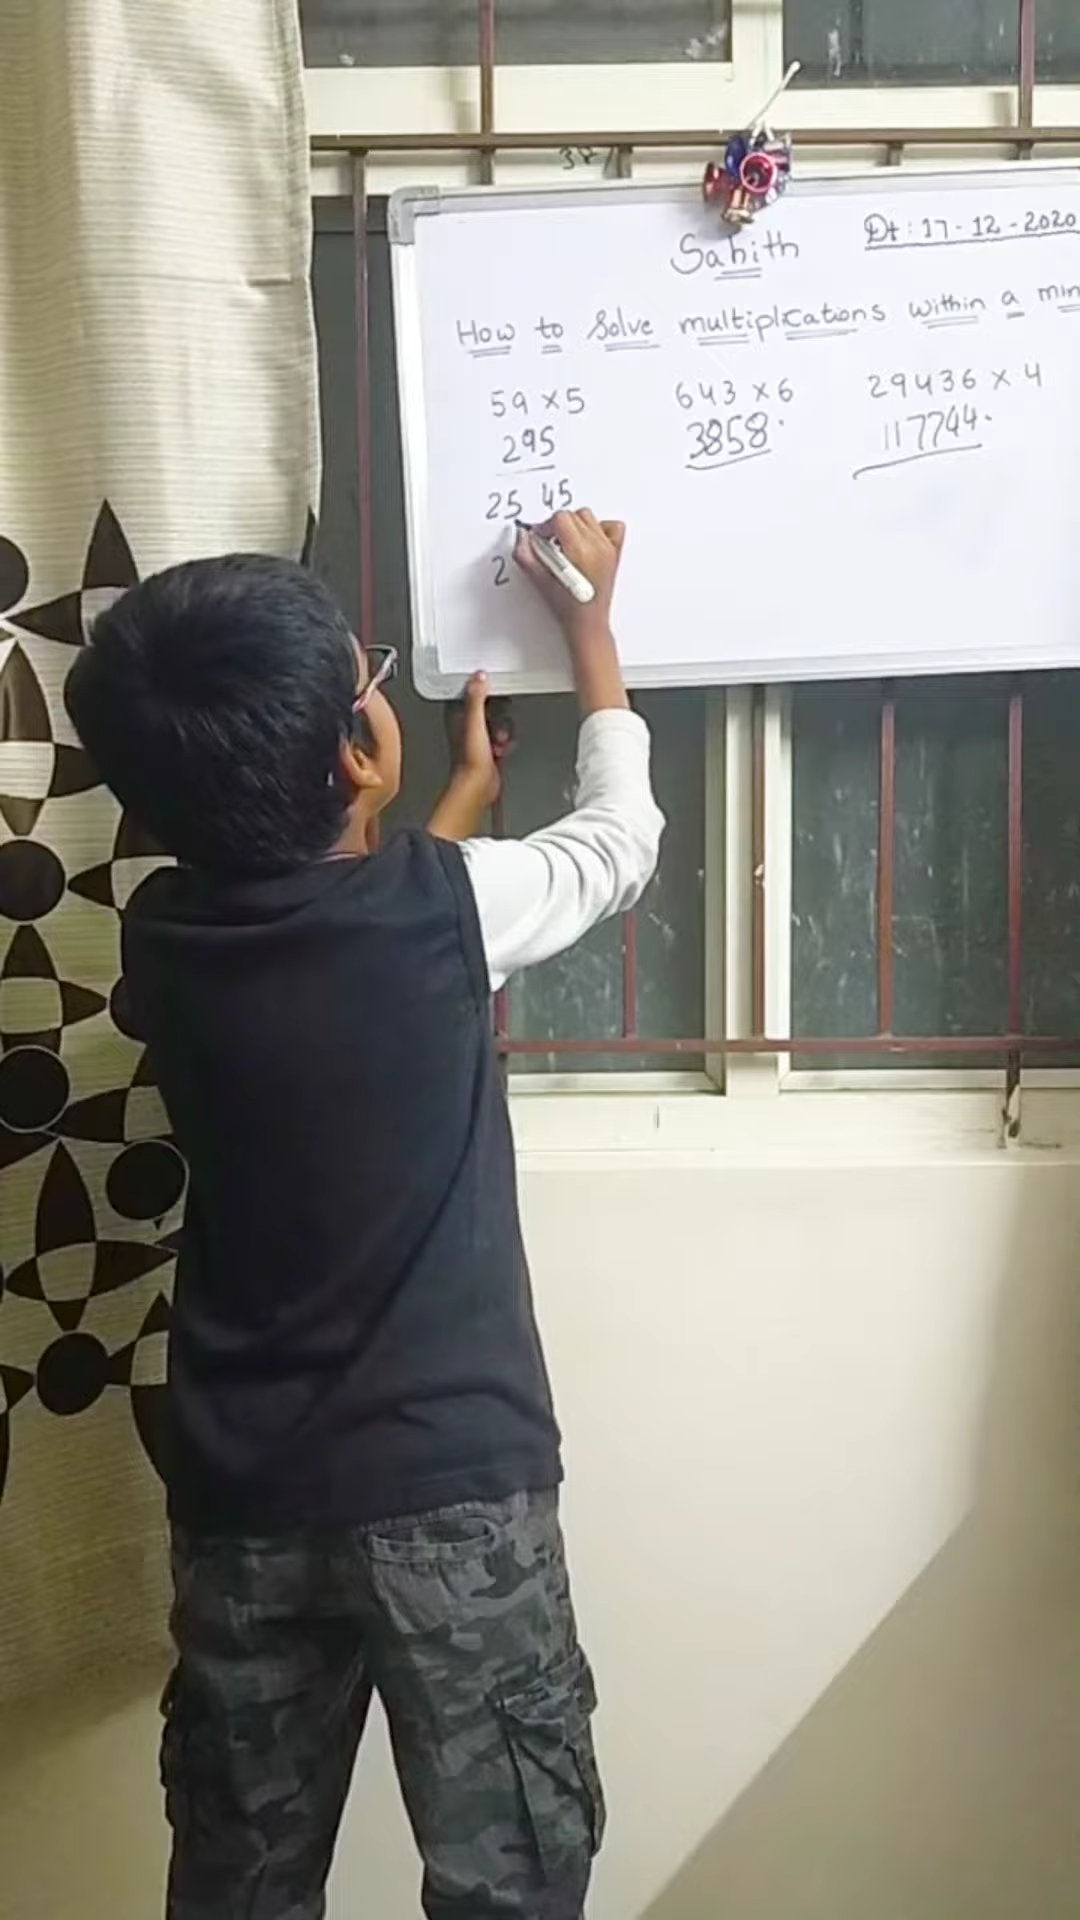 Sahith
Dt : 17-12-2020
How to Solve multiplications within a min
59 × 5
295
25 45
2
643 × 6
3858.
29436 × 4
117744.